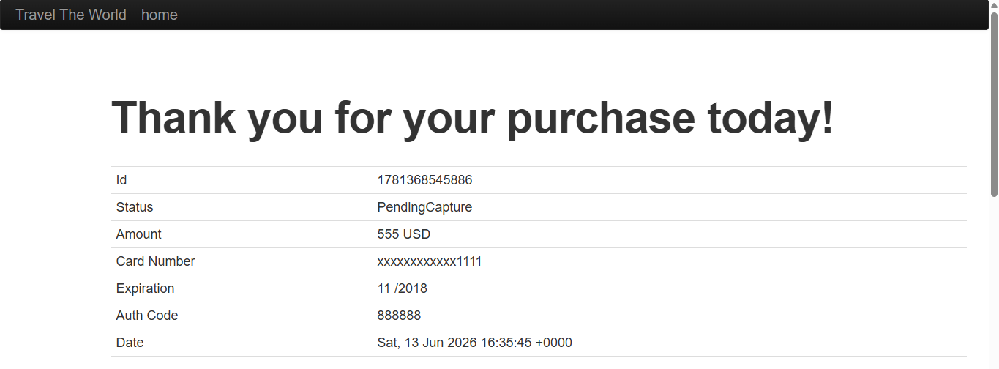 Travel The World home
Thank you for your purchase today!
Id 1781368545886
Status PendingCapture
Amount 555 USD
Card Number xxxxxxxxxxxx1111
Expiration 11 /2018
Auth Code 888888
Date Sat, 13 Jun 2026 16:35:45 +0000